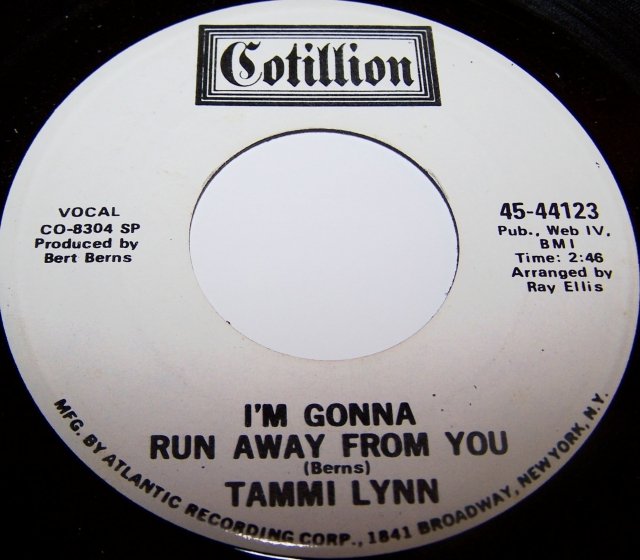 Cotillion
VOCAL
CO-8304 SP
Produced by
Bert Berns
45-44123
Pub., Web IV,
BMI
Time: 2:46
Arranged by
Ray Ellis
I'M GONNA
RUN AWAY FROM YOU
(Berns)
TAMMI LYNN
MFG. BY ATLANTIC RECORDING CORP., 1841 BROADWAY, NEW YORK, N.Y.